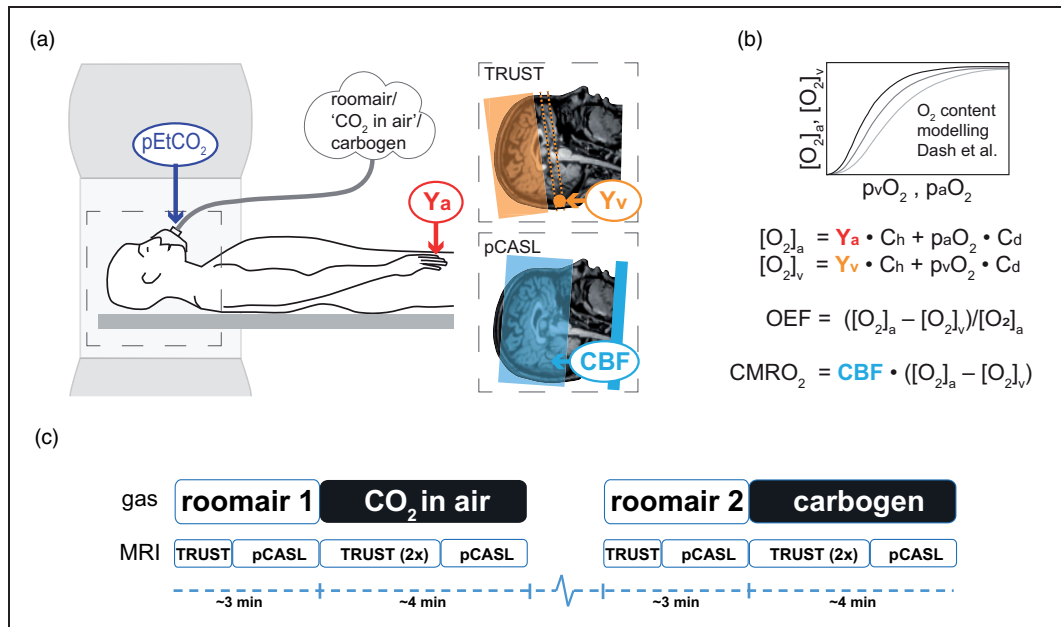 (a)
pEtCO₂
roomair/
'CO₂ in air'/
carbogen
Ya
TRUST
Yv
pCASL
CBF
(b)
[O₂]ₐ, [O₂]ᵥ
O₂ content
modelling
Dash et al.
pvO₂ , paO₂
[O₂]ₐ = Ya • Ch + paO₂ • Cd
[O₂]ᵥ = Yv • Ch + pvO₂ • Cd
OEF = ([O₂]ₐ – [O₂]ᵥ)/[O₂]ₐ
CMRO₂ = CBF • ([O₂]ₐ – [O₂]ᵥ)
(c)
gas roomair 1 CO₂ in air roomair 2 carbogen
MRI TRUST pCASL TRUST (2x) pCASL TRUST pCASL TRUST (2x) pCASL
~3 min ~4 min ~3 min ~4 min